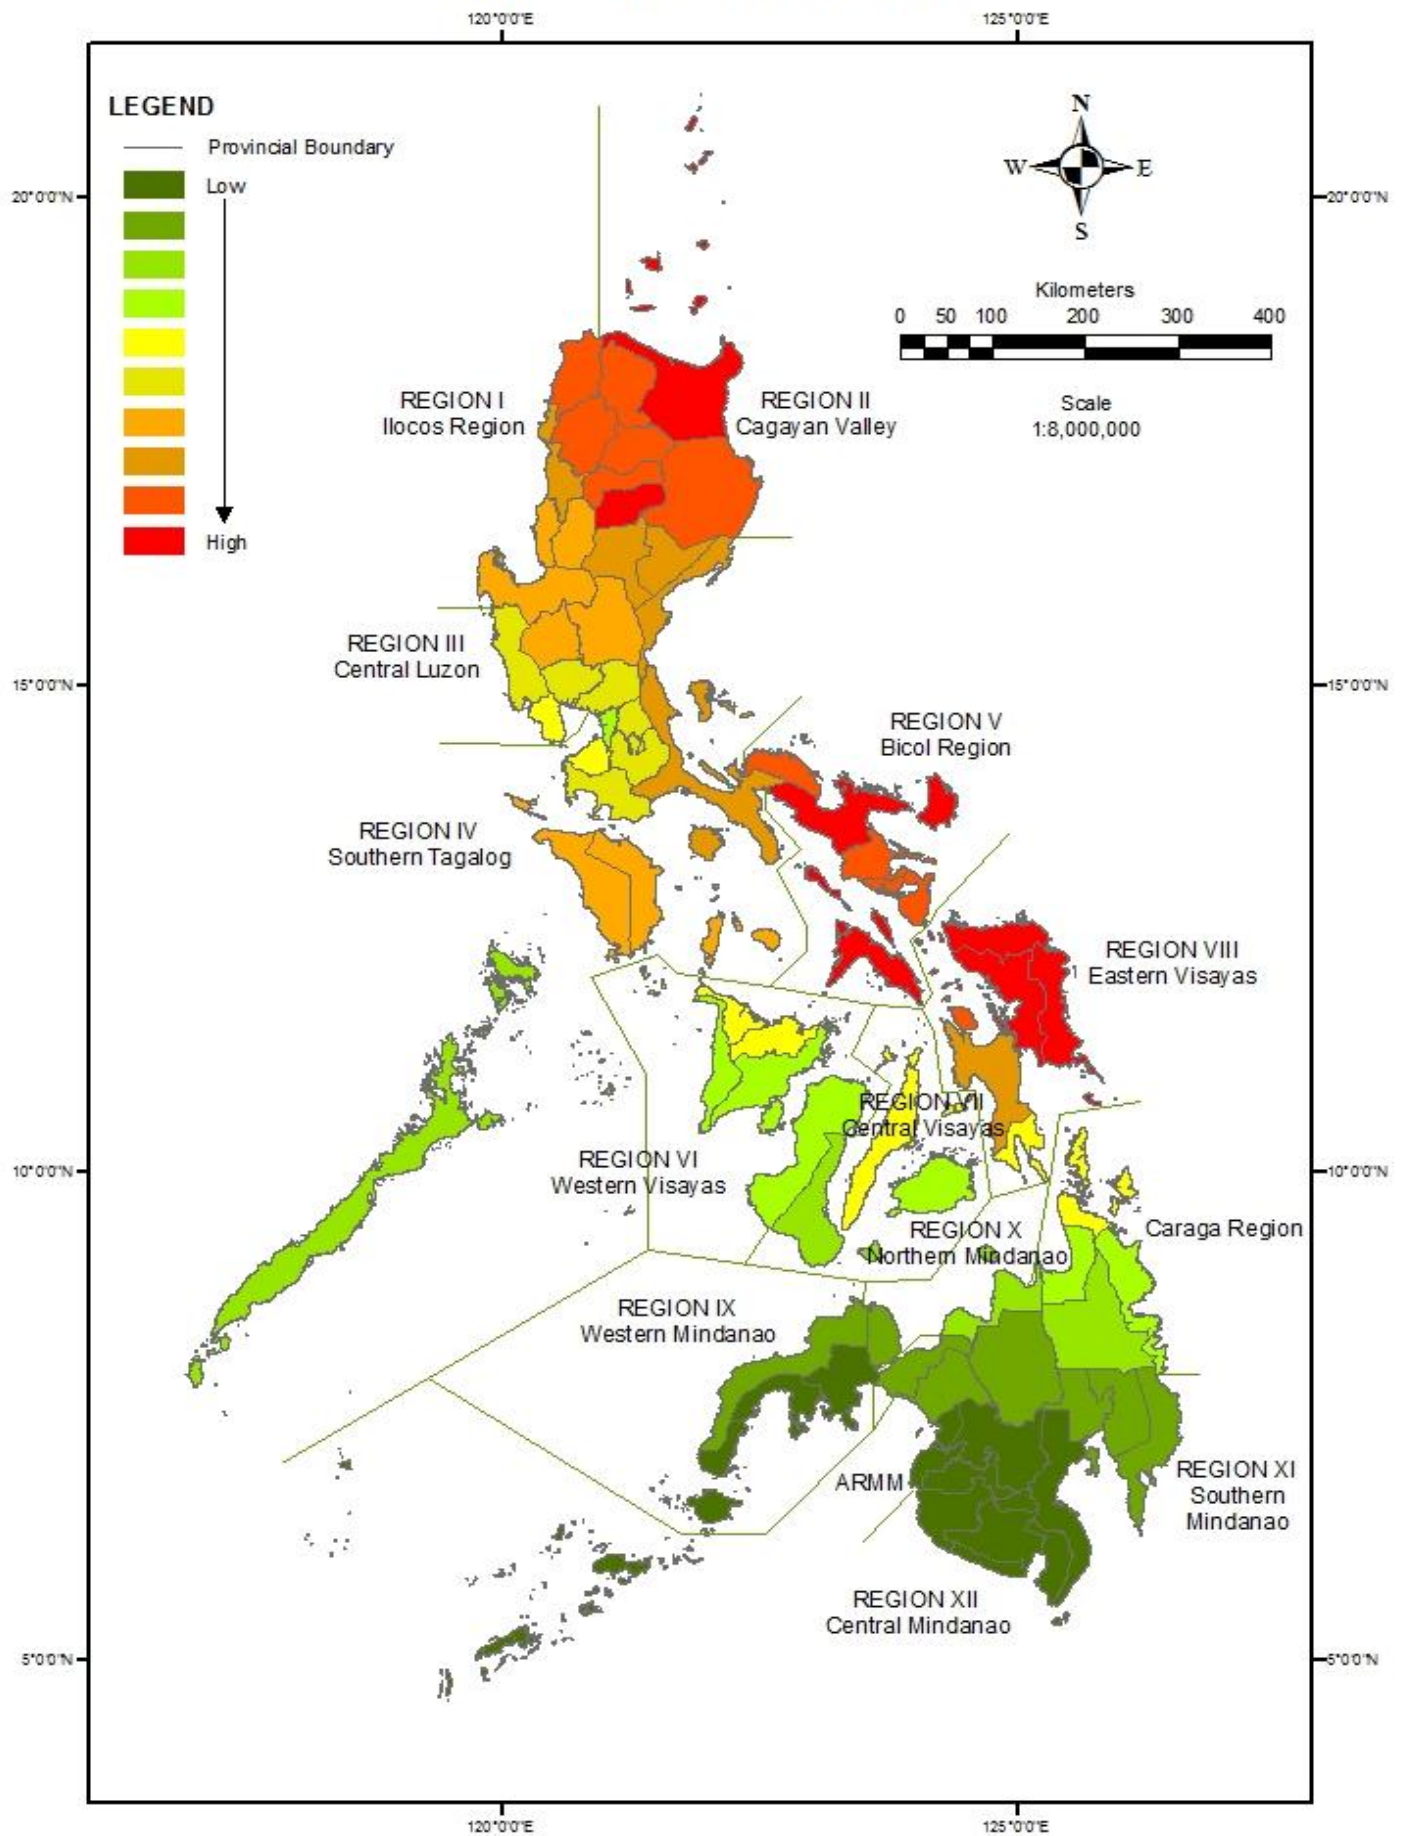 120°0'0"E 125°0'0"E
LEGEND
Provincial Boundary
Low
High
N
W E
S
20°0'0"N 20°0'0"N
Kilometers
0 50 100 200 300 400
Scale
1:8,000,000
REGION I
Ilocos Region
REGION II
Cagayan Valley
REGION III
Central Luzon
15°0'0"N 15°0'0"N
REGION V
Bicol Region
REGION IV
Southern Tagalog
REGION VIII
Eastern Visayas
REGION VII
Central Visayas
10°0'0"N 10°0'0"N
REGION VI
Western Visayas
REGION X
Northern Mindanao
Caraga Region
REGION IX
Western Mindanao
ARMM
REGION XI
Southern
Mindanao
REGION XII
Central Mindanao
5°0'0"N 5°0'0"N
120°0'0"E 125°0'0"E